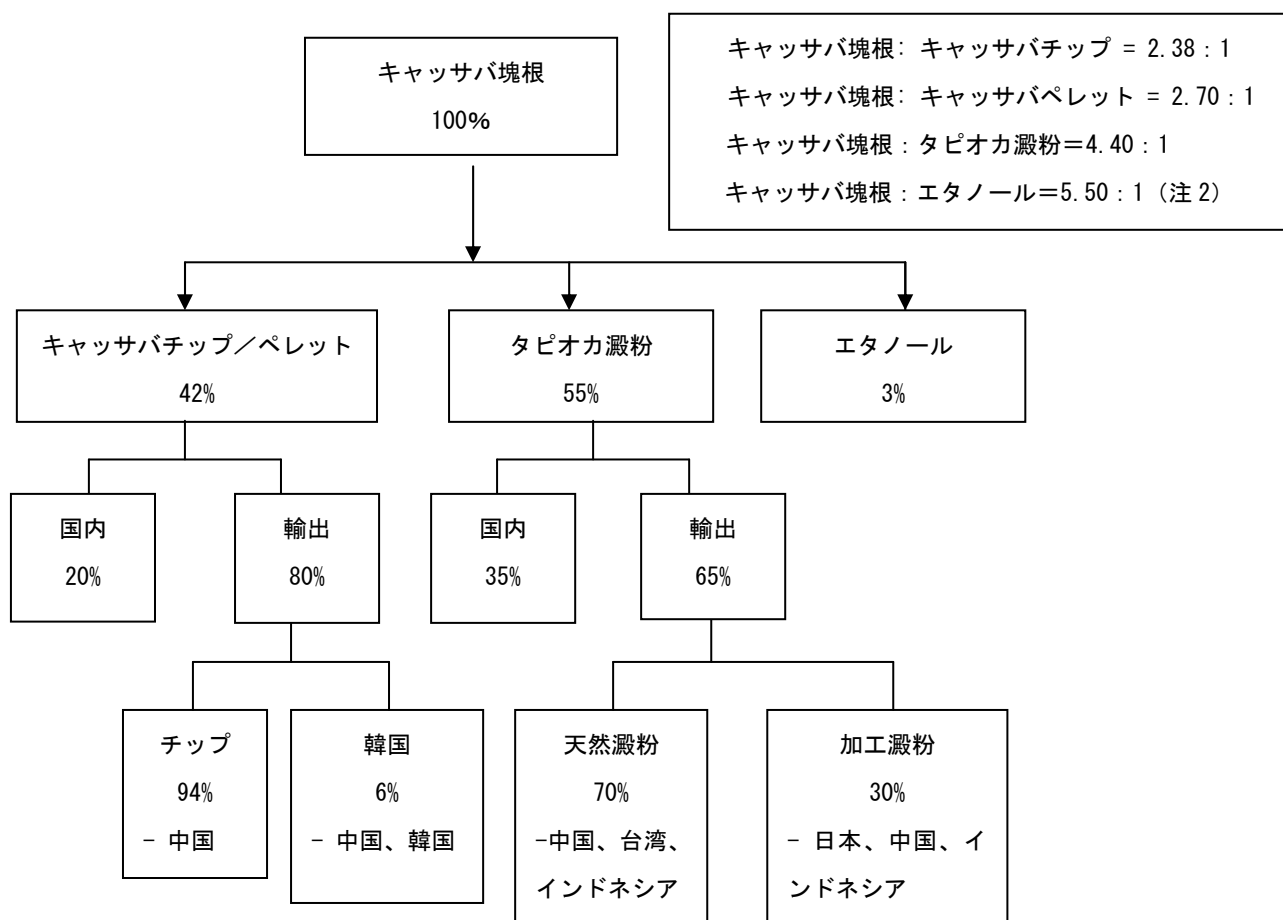 キャッサバ塊根
100%
キャッサバ塊根: キャッサバチップ = 2.38:1
キャッサバ塊根: キャッサバペレット = 2.70:1
キャッサバ塊根:タピオカ澱粉=4.40:1
キャッサバ塊根:エタノール=5.50:1(注2)
キャッサバチップ/ペレット
42%
タピオカ澱粉
55%
エタノール
3%
国内
20%
輸出
80%
国内
35%
輸出
65%
チップ
94%
- 中国
韓国
6%
- 中国、韓国
天然澱粉
70%
-中国、台湾、
インドネシア
加工澱粉
30%
- 日本、中国、イ
ンドネシア